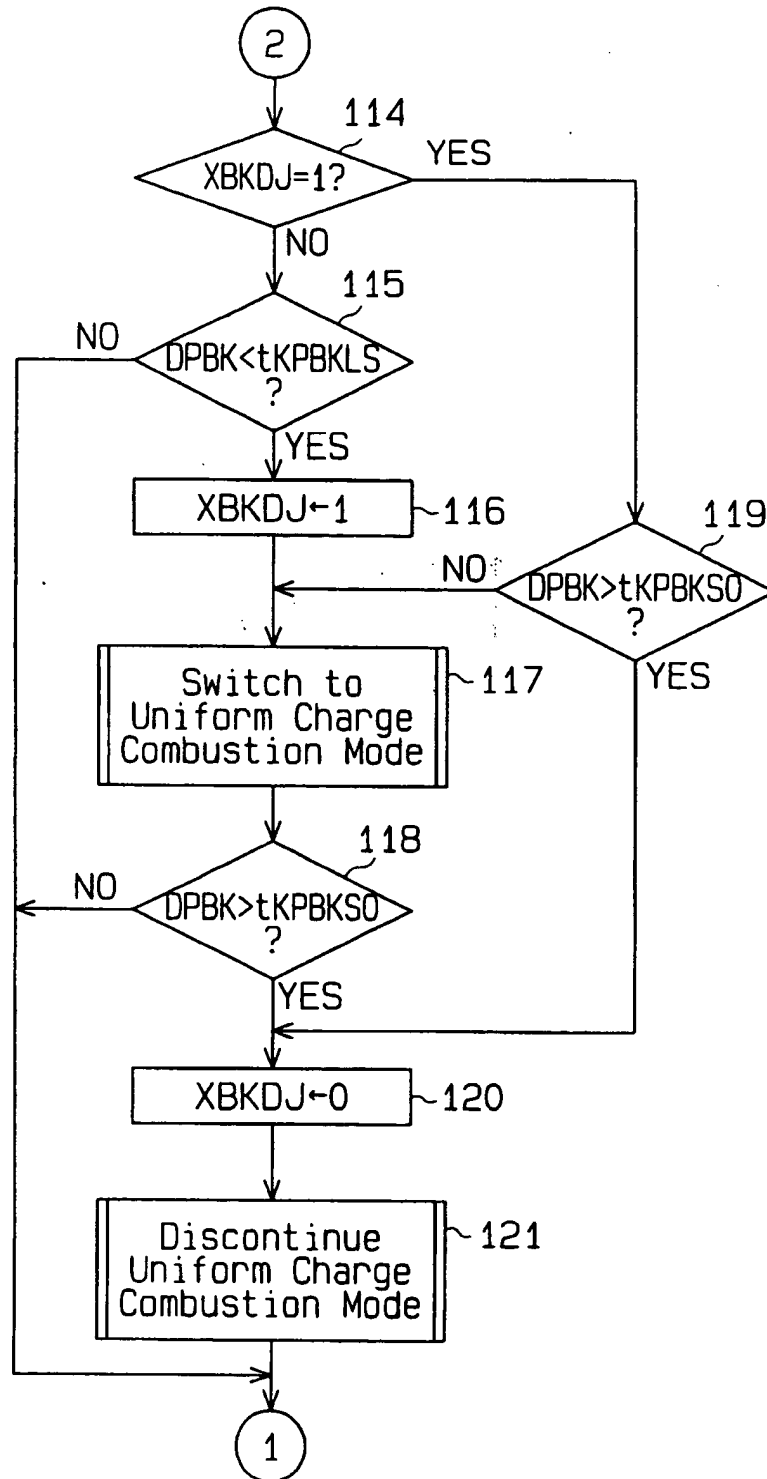 2
114
XBKDJ=1?
YES
NO
115
NO
DPBK<tKPBKLS
?
YES
XBKDJ←1
116
119
NO
DPBK>tKPBKSO
?
YES
Switch to
Uniform Charge
Combustion Mode
117
118
NO
DPBK>tKPBKSO
?
YES
XBKDJ←0
120
Discontinue
Uniform Charge
Combustion Mode
121
1